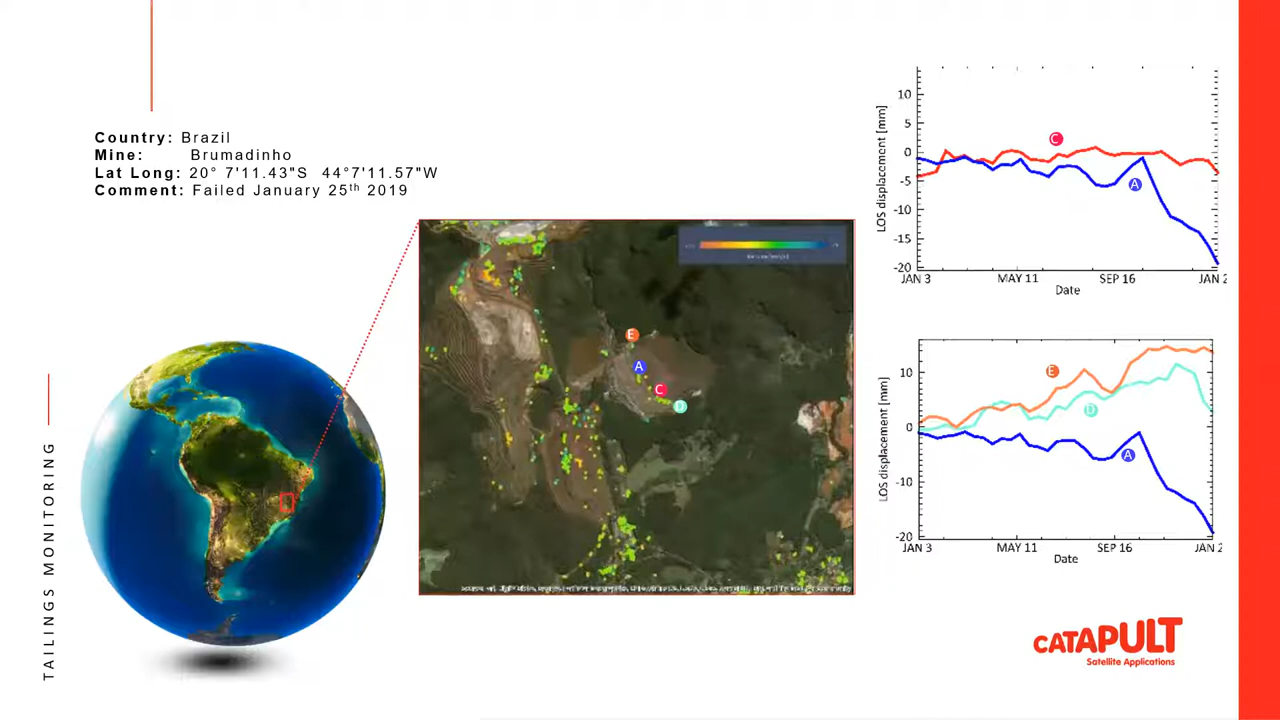 Country: Brazil
Mine: Brumadinho
Lat Long: 20° 7'11.43"S 44°7'11.57"W
Comment: Failed January 25th 2019
TAILINGS MONITORING
E
A
C
D
LOS displacement [mm]
10
5
0
-5
-10
-15
-20
C
A
JAN 3
MAY 11
SEP 16
JAN 2
Date
LOS displacement [mm]
10
0
-10
-20
E
D
A
JAN 3
MAY 11
SEP 16
JAN 2
Date
CATAPULT
Satellite Applications